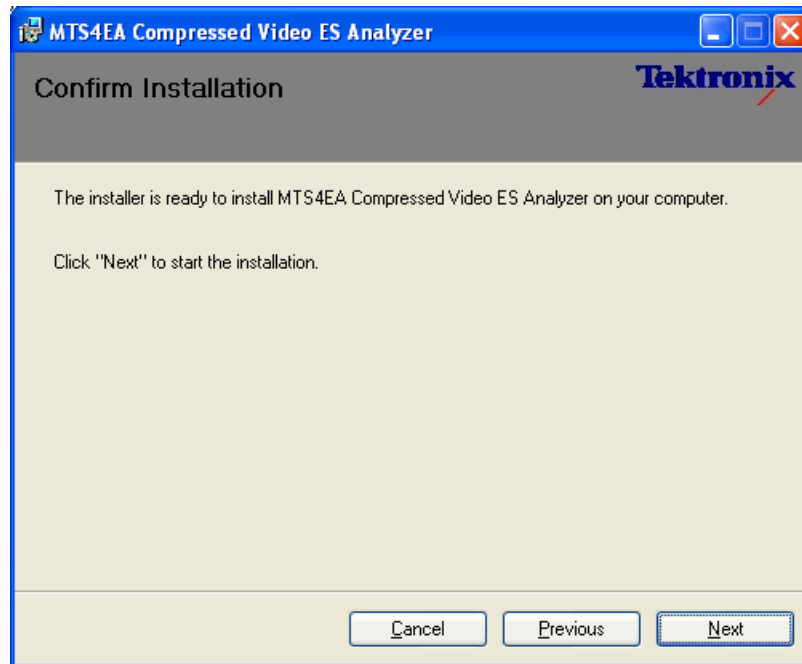 MTS4EA Compressed Video ES Analyzer
Confirm Installation
Tektronix
The installer is ready to install MTS4EA Compressed Video ES Analyzer on your computer.
Click "Next" to start the installation.
Cancel
Previous
Next